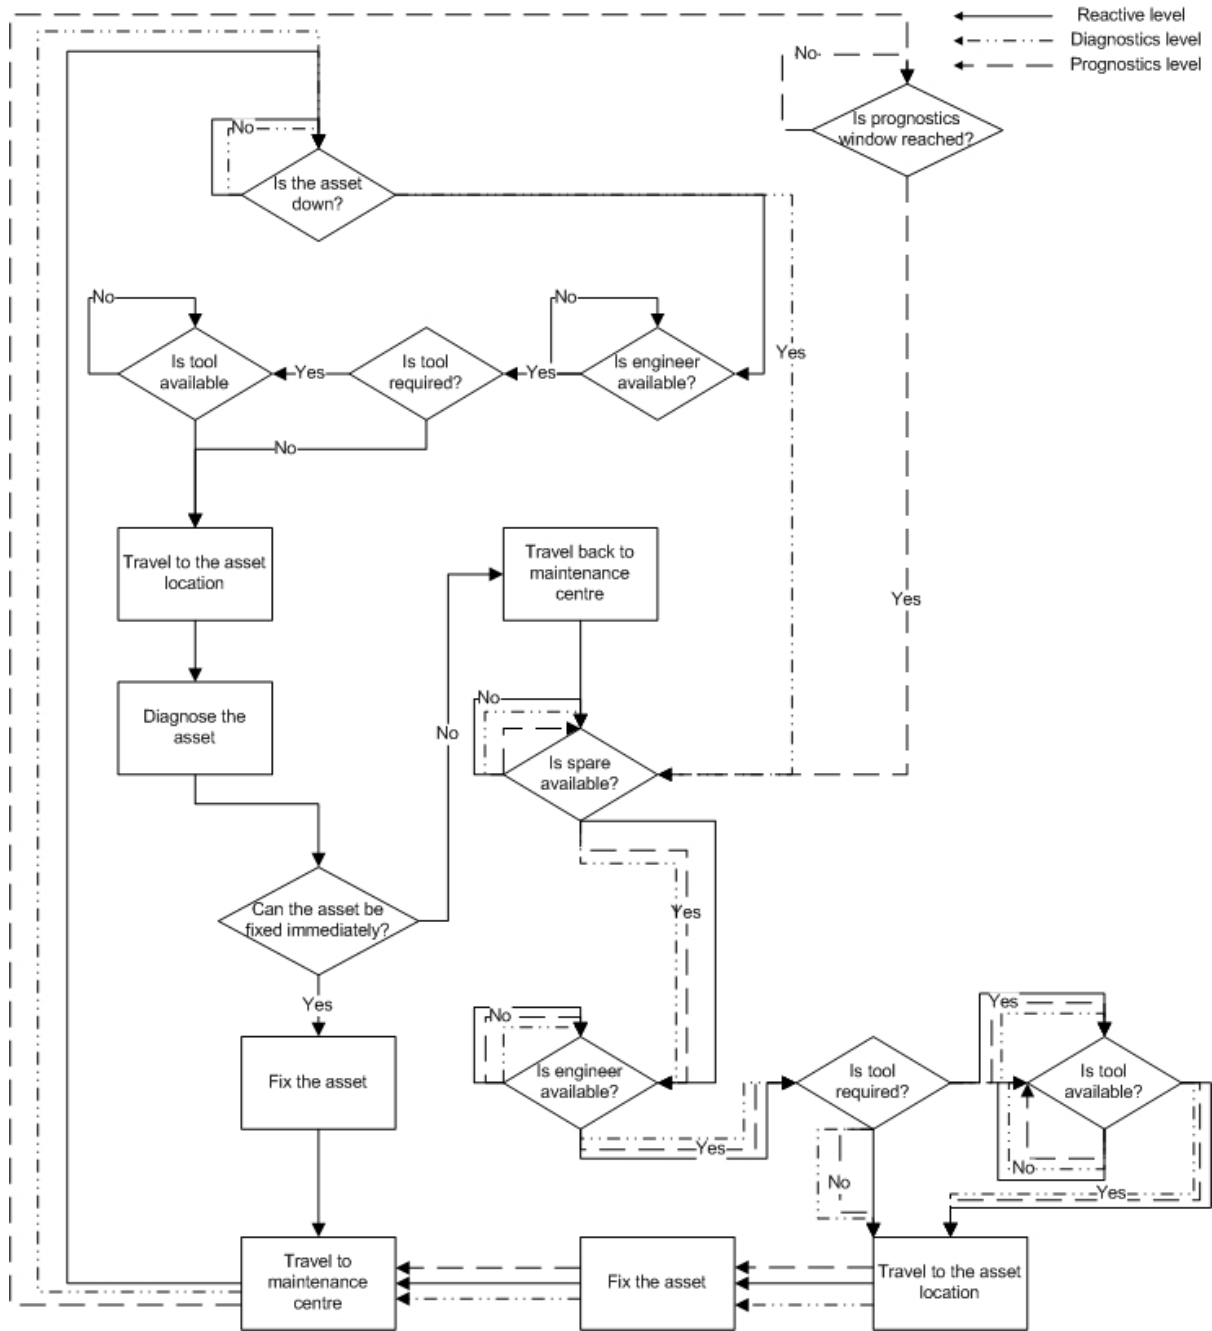 Reactive level
Diagnostics level
Prognostics level
No
Is prognostics
window reached?
No
Is the asset
down?
No
No
Is tool
available
Yes
Is tool
required?
Yes
Is engineer
available?
Yes
No
Travel to the asset
location
Travel back to
maintenance
centre
Yes
Diagnose the
asset
No
No
Is spare
available?
Can the asset be
fixed immediately?
Yes
Yes
No
Yes
Fix the asset
Is engineer
available?
Is tool
required?
Is tool
available?
Yes
No
No
Yes
Travel to
maintenance
centre
Fix the asset
Travel to the asset
location